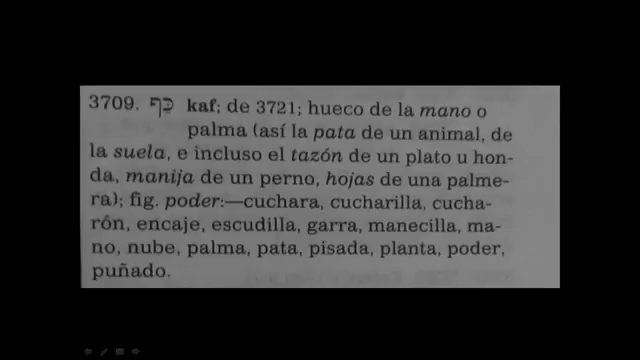 3709. כַּף kaf; de 3721; hueco de la mano o
palma (así la pata de un animal, de
la suela, e incluso el tazón de un plato u hon-
da, manija de un perno, hojas de una palme-
ra); fig. poder:—cuchara, cucharilla, cucha-
rón, encaje, escudilla, garra, manecilla, ma-
no, nube, palma, pata, pisada, planta, poder,
puñado.